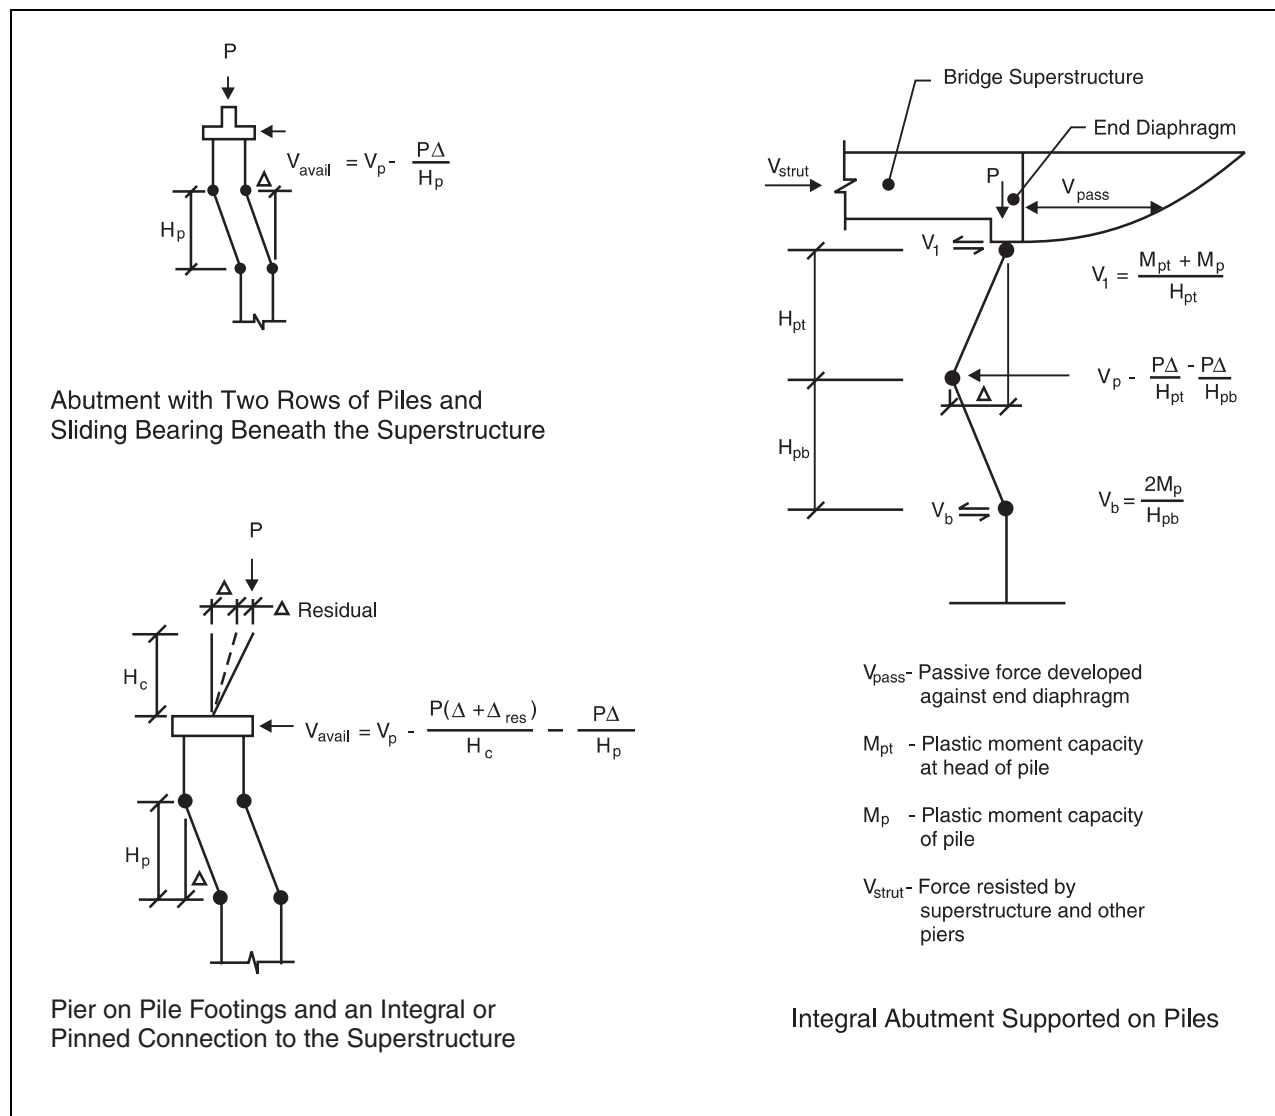 P
V_avail = V_p - PΔ / H_p
Δ
H_p
Abutment with Two Rows of Piles and
Sliding Bearing Beneath the Superstructure
P
Δ
Δ Residual
H_c
V_avail = V_p - P(Δ + Δ_res) / H_c - PΔ / H_p
H_p
Δ
Pier on Pile Footings and an Integral or
Pinned Connection to the Superstructure
Bridge Superstructure
End Diaphragm
V_strut
P
V_pass
V_1
V_1 = M_pt + M_p / H_pt
H_pt
V_p - PΔ / H_pt - PΔ / H_pb
Δ
H_pb
V_b
V_b = 2M_p / H_pb
V_pass - Passive force developed
against end diaphragm
M_pt - Plastic moment capacity
at head of pile
M_p - Plastic moment capacity
of pile
V_strut - Force resisted by
superstructure and other
piers
Integral Abutment Supported on Piles